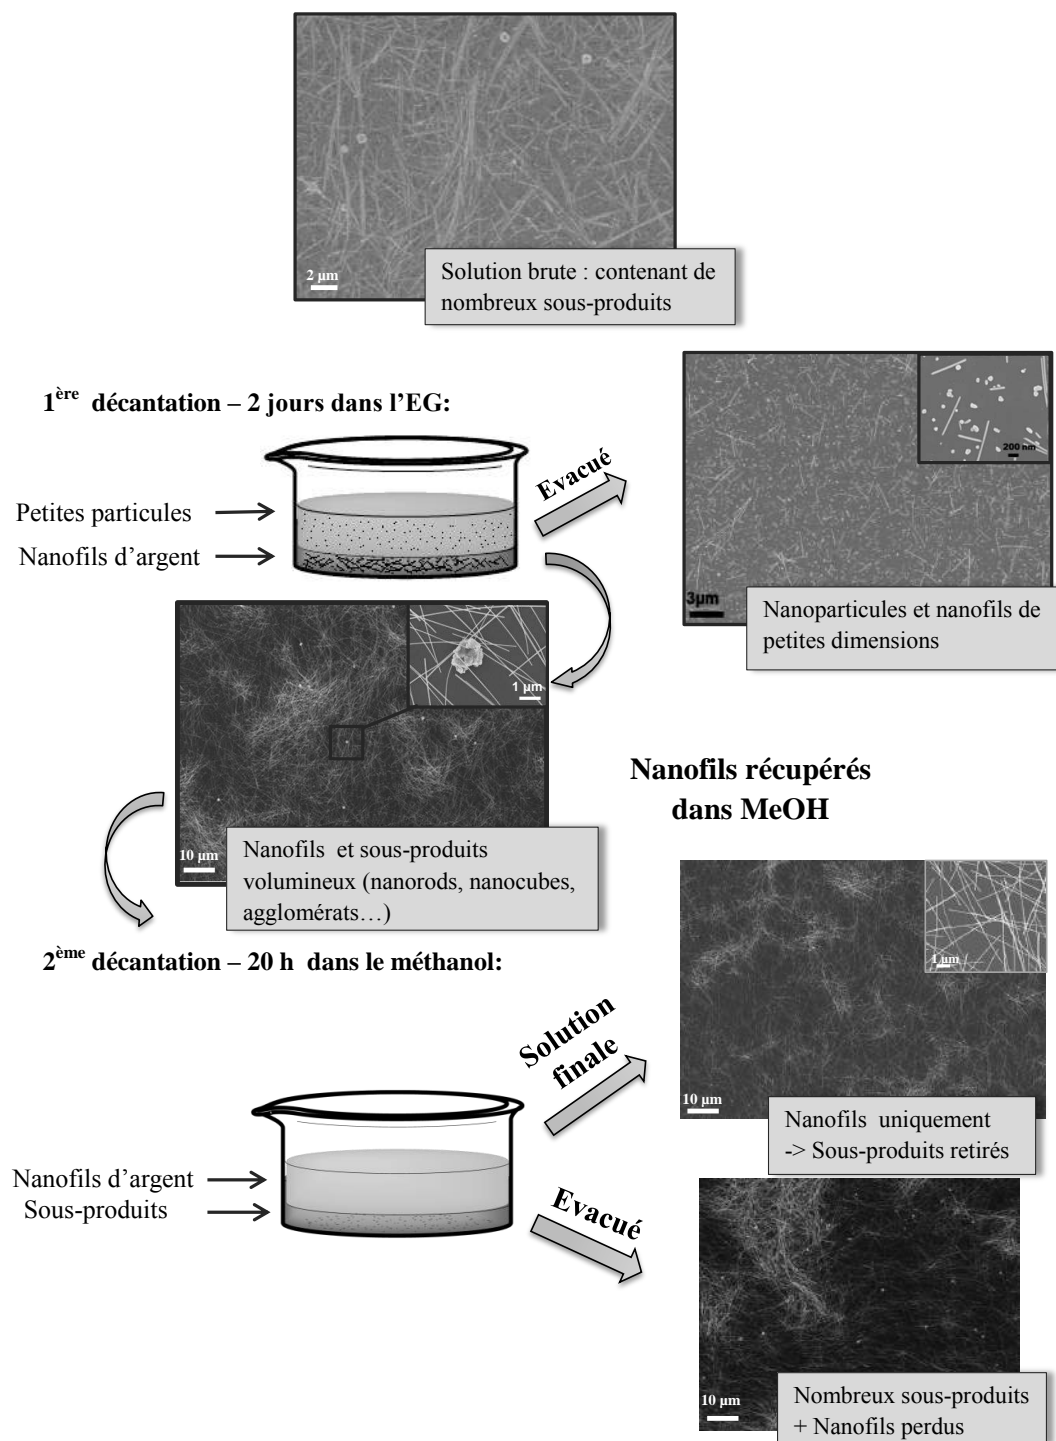 2 µm
Solution brute : contenant de
nombreux sous-produits
1ère décantation – 2 jours dans l'EG:
200 nm
Evacué
Petites particules
Nanofils d'argent
3µm
Nanoparticules et nanofils de
petites dimensions
1 µm
10 µm
Nanofils et sous-produits
volumineux (nanorods, nanocubes,
agglomérats…)
Nanofils récupérés
dans MeOH
2ème décantation – 20 h dans le méthanol:
1 µm
Solution
finale
10 µm
Nanofils uniquement
-> Sous-produits retirés
Nanofils d'argent
Sous-produits
Evacué
10 µm
Nombreux sous-produits
+ Nanofils perdus